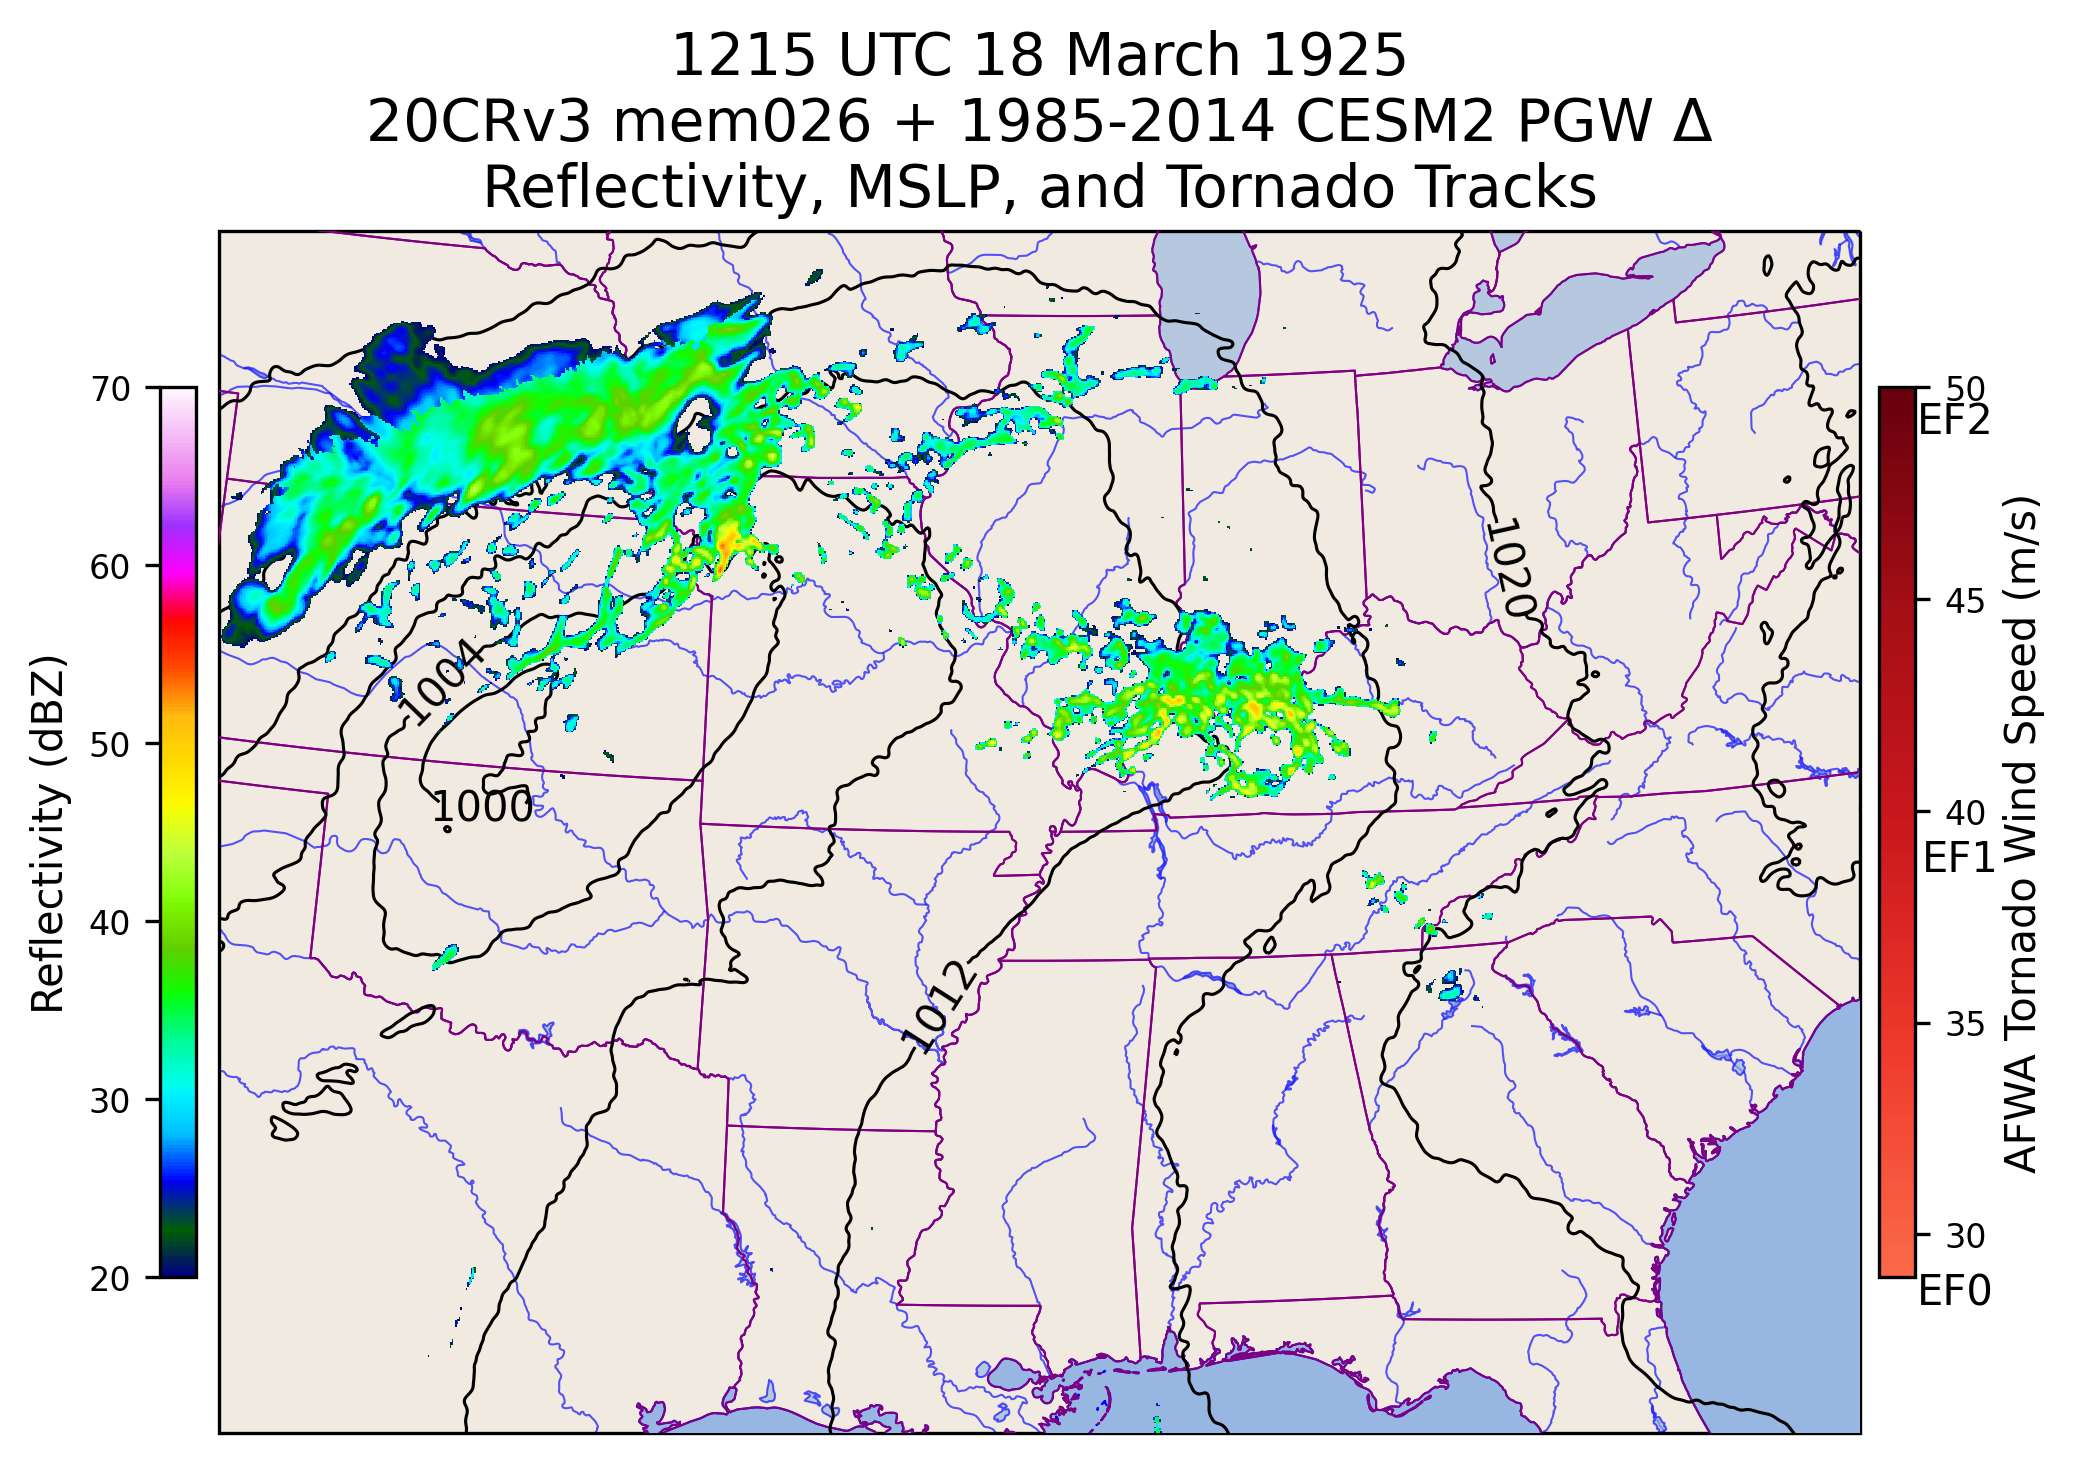 1215 UTC 18 March 1925
20CRv3 mem026 + 1985-2014 CESM2 PGW Δ
Reflectivity, MSLP, and Tornado Tracks
Reflectivity (dBZ)
70
60
50
40
30
20
1004
1000
1012
1020
50
EF2
45
40
EF1
35
30
EF0
AFWA Tornado Wind Speed (m/s)